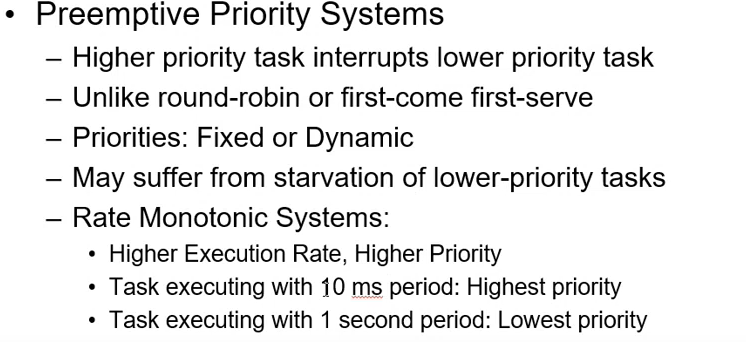 • Preemptive Priority Systems
– Higher priority task interrupts lower priority task
– Unlike round-robin or first-come first-serve
– Priorities: Fixed or Dynamic
– May suffer from starvation of lower-priority tasks
– Rate Monotonic Systems:
• Higher Execution Rate, Higher Priority
• Task executing with 10 ms period: Highest priority
• Task executing with 1 second period: Lowest priority